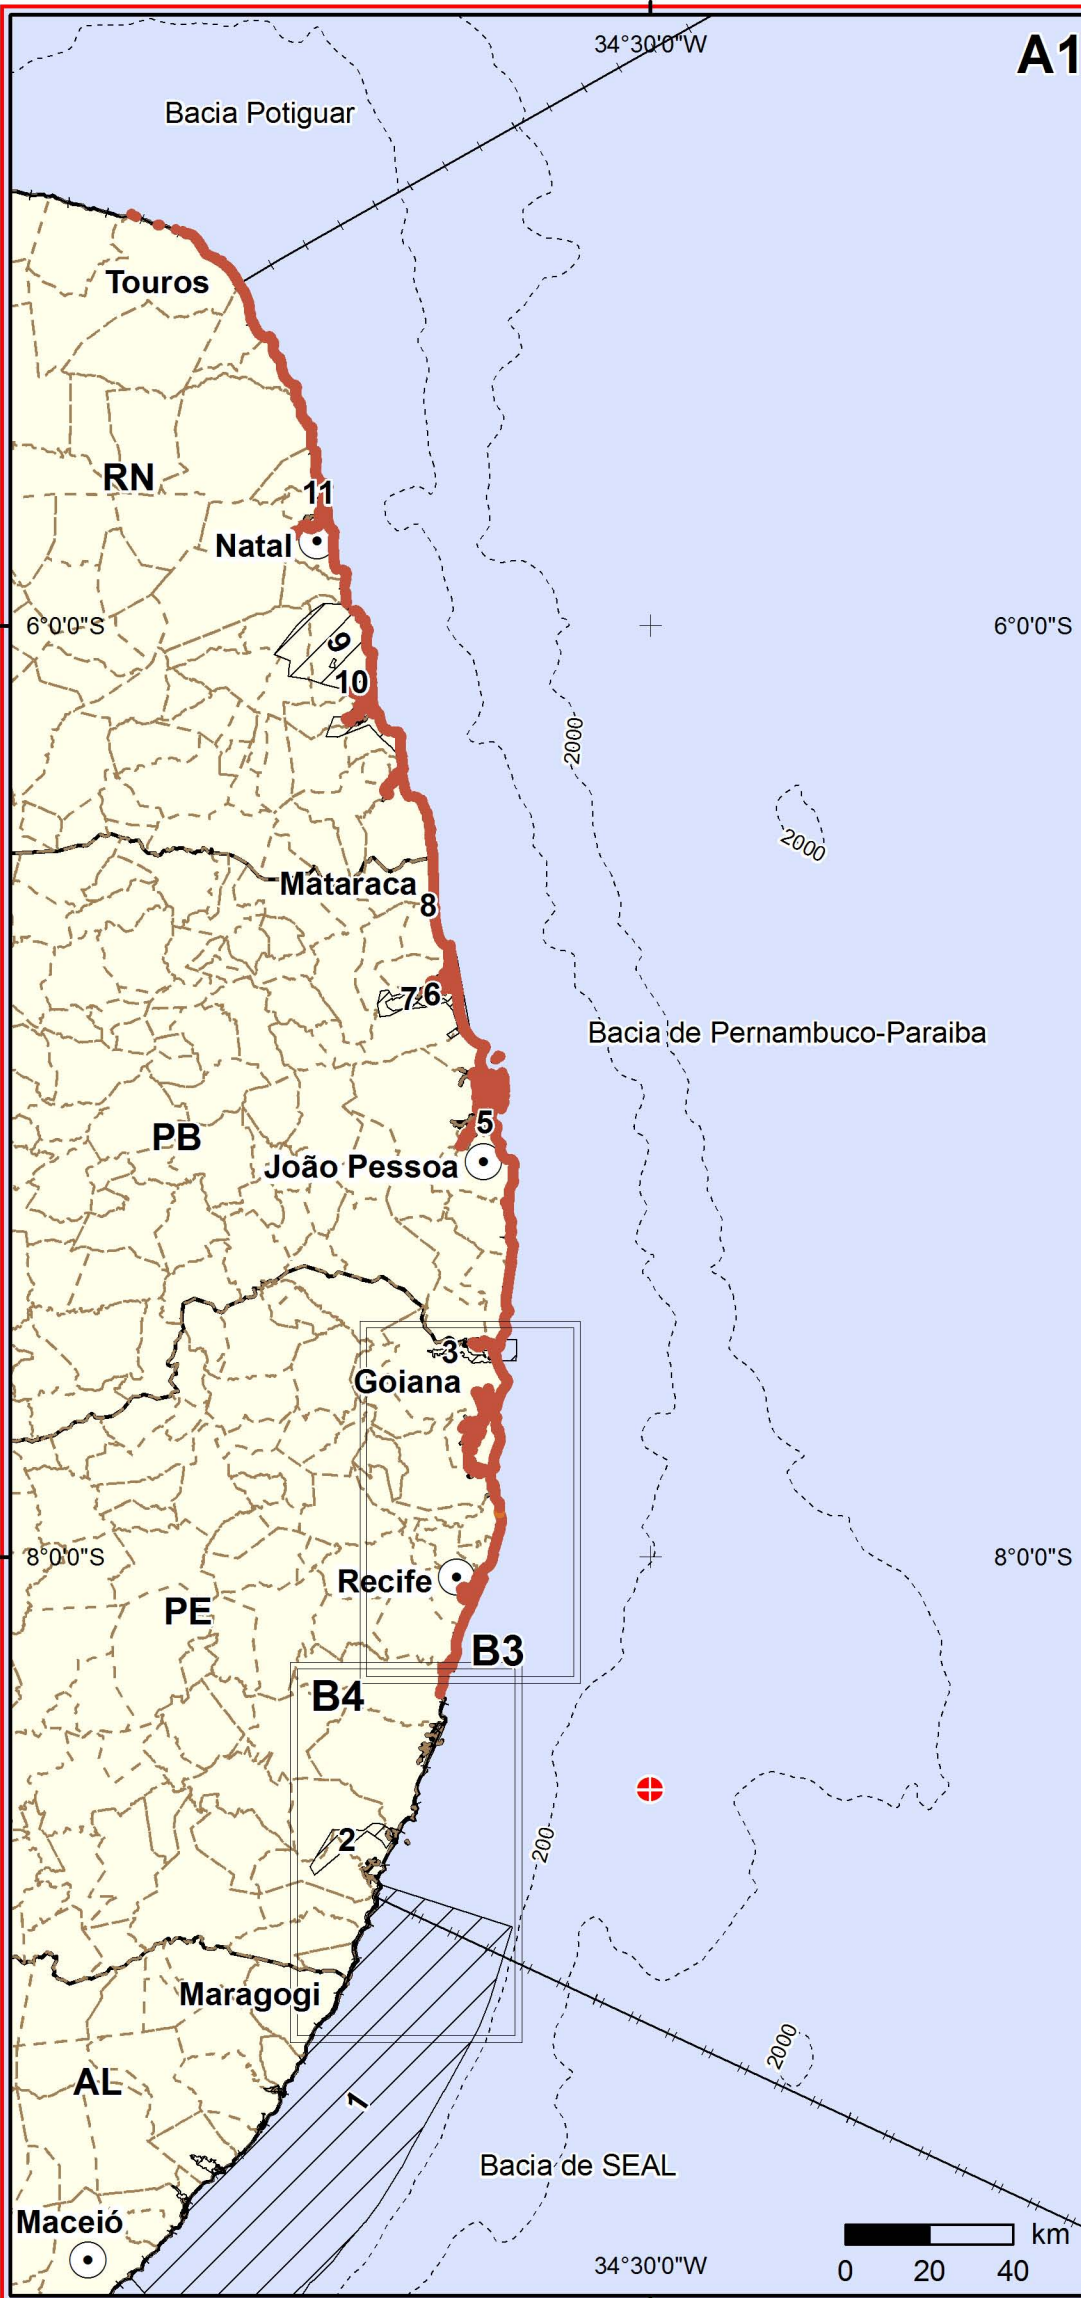 34°30'0"W
A1
Bacia Potiguar
Touros
RN
11
Natal
6°0'0"S
6°0'0"S
9
10
2000
2000
Mataraca
8
7
6
Bacia de Pernambuco-Paraiba
5
PB
João Pessoa
3
Goiana
8°0'0"S
8°0'0"S
Recife
PE
B3
B4
2
200
Maragogi
2000
AL
1
Bacia de SEAL
Maceió
km
34°30'0"W
0 20 40